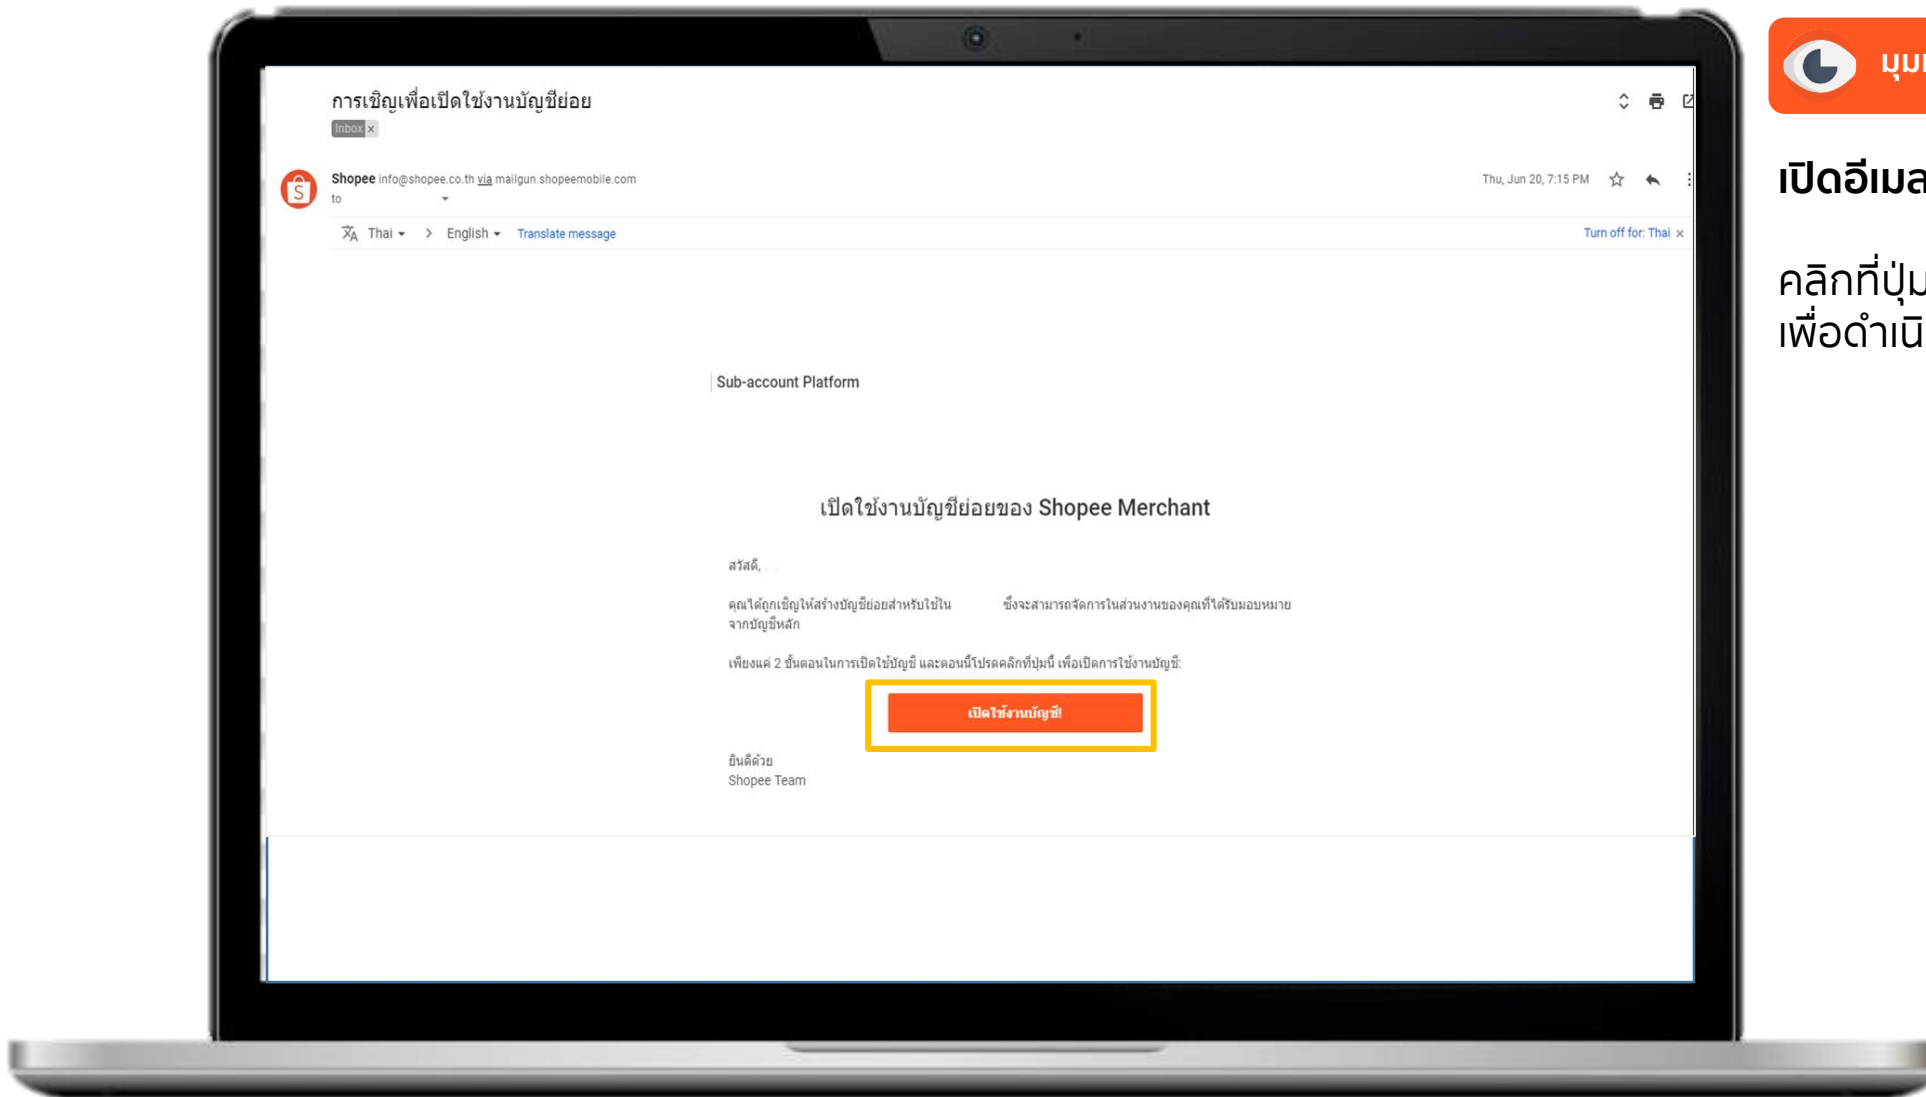 การเชิญเพื่อเปิดใช้งานบัญชีย่อย
Inbox x
Shopee info@shopee.co.th via mailgun.shopeemobile.com
Thu, Jun 20, 7:15 PM
to
Thai > English Translate message
Turn off for: Thai x
Sub-account Platform
เปิดใช้งานบัญชีย่อยของ Shopee Merchant
สวัสดี,
คุณได้ถูกเชิญให้สร้างบัญชีย่อยสำหรับใช้ใน ซึ่งจะสามารถจัดการในส่วนงานของคุณที่ได้รับมอบหมาย
จากบัญชีหลัก
เพียงแค่ 2 ขั้นตอนในการเปิดใช้บัญชี และตอนนี้โปรดคลิกที่ปุ่มนี้ เพื่อเปิดการใช้งานบัญชี:
เปิดใช้งานบัญชี!
ยินดีด้วย
Shopee Team
เปิดอีเมล
คลิกที่ปุ่ม